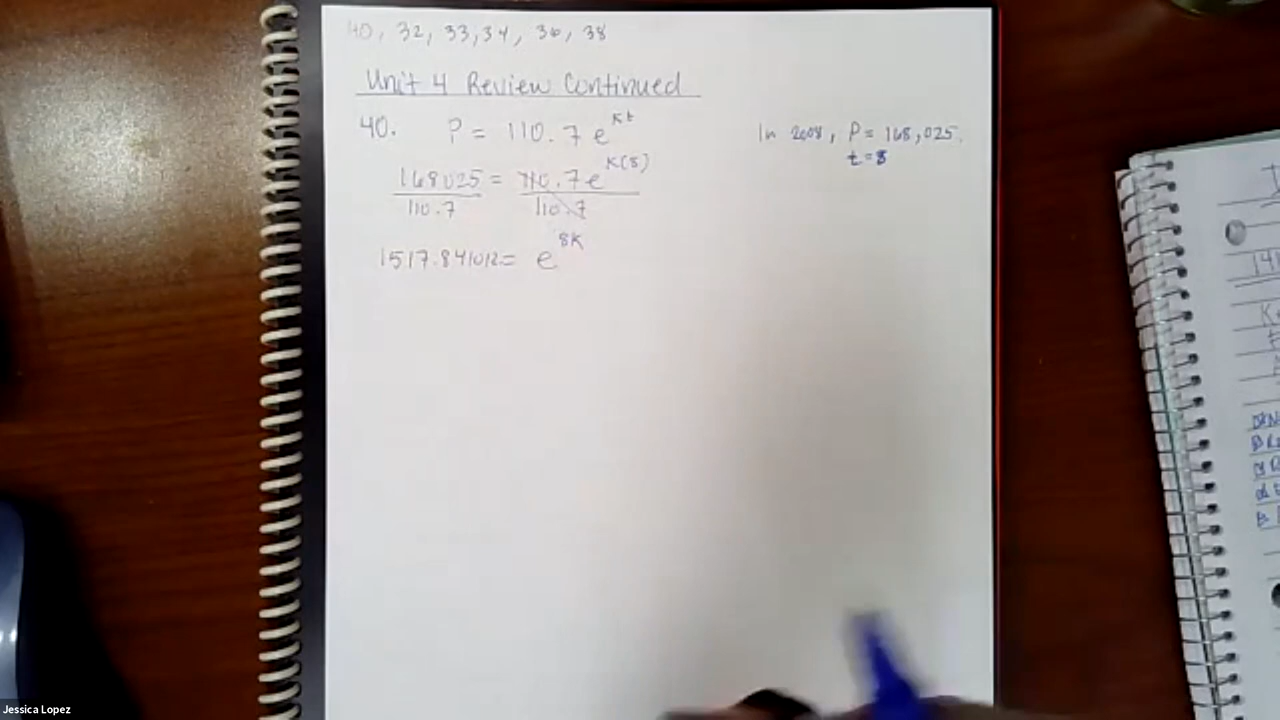 40, 32, 33, 34, 36, 38
Unit 4 Review Continued
40. P = 110.7 e^{kt}
In 2008, P = 168,025.
t = 8
168025 = 110.7 e^{k(8)}
110.7 110.7
1517.841012 = e^{8k}
Jessica Lopez